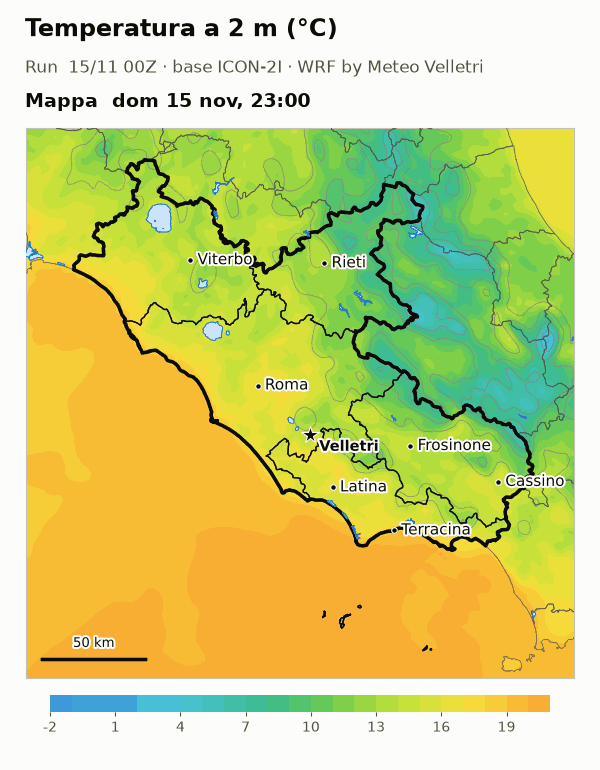 Temperatura a 2 m (°C)
Run  15/11 00Z · base ICON-2I · WRF by Meteo Velletri
Mappa  dom 15 nov, 23:00
Viterbo
Rieti
Roma
Velletri
Frosinone
Cassino
Latina
Terracina
50 km
-2 1 4 7 10 13 16 19